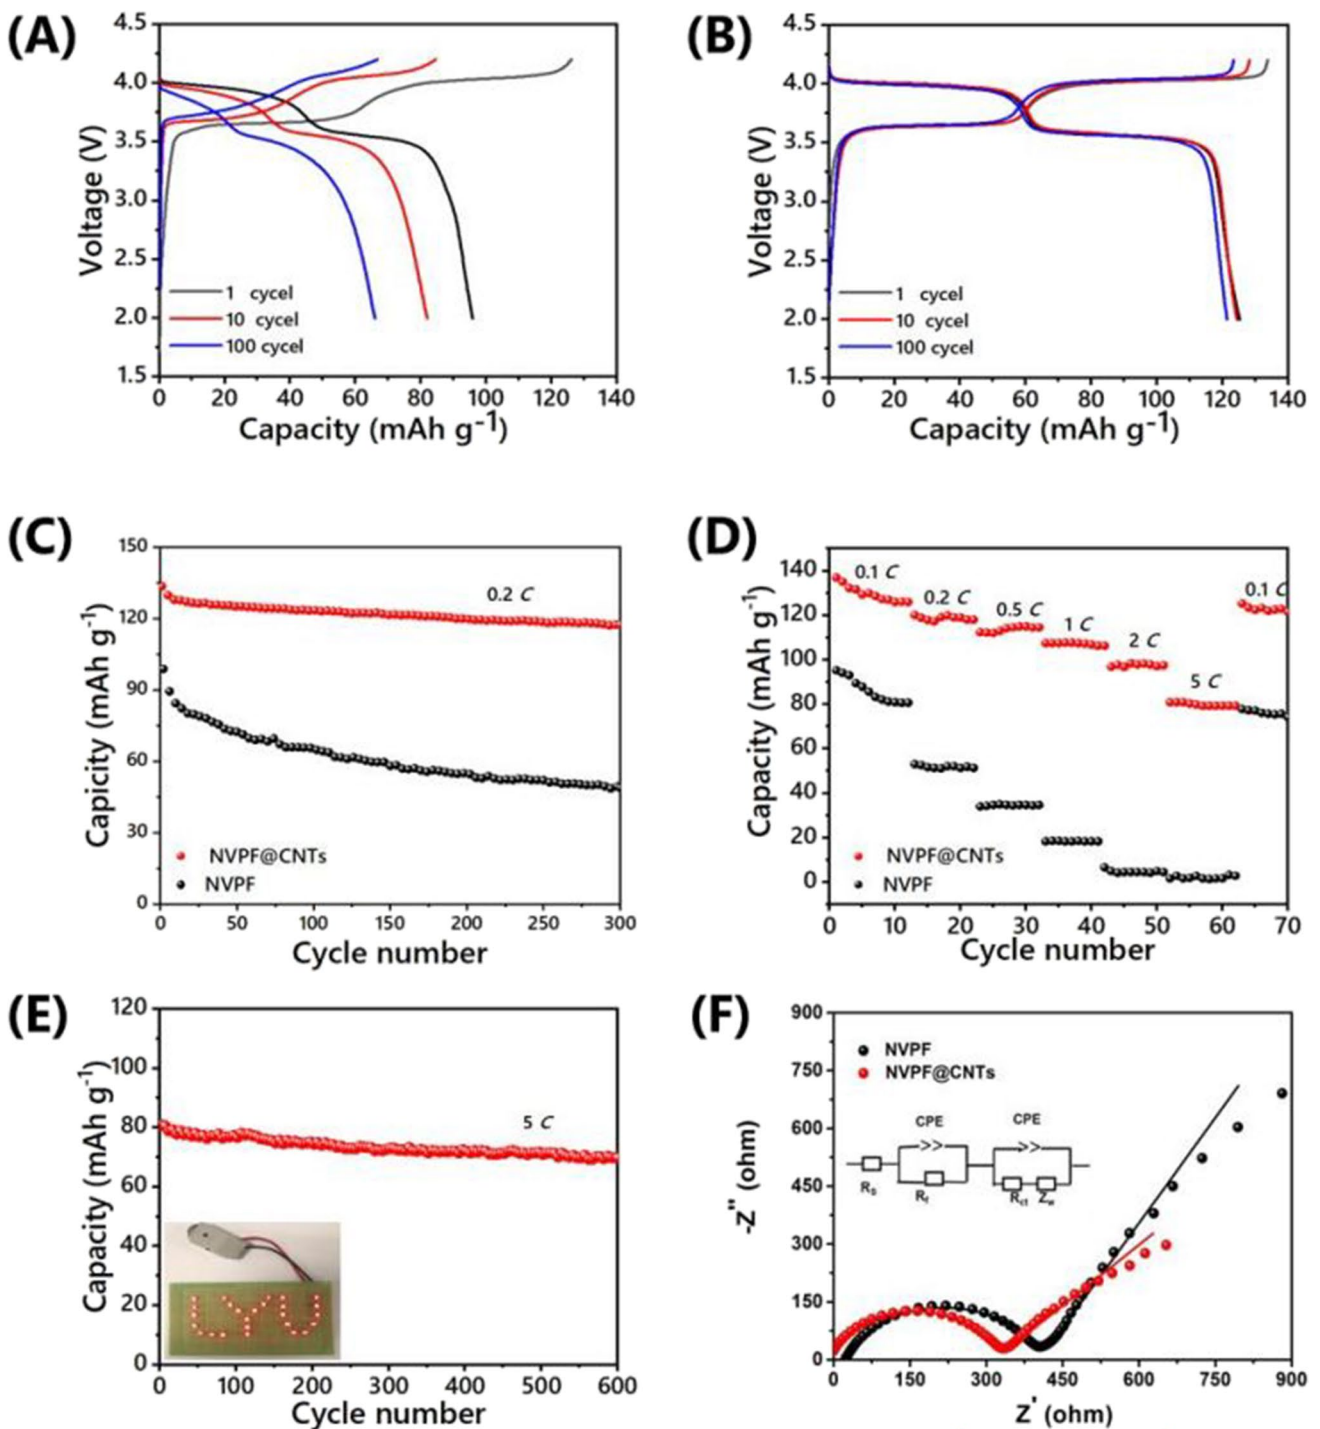 (A)
4.5
4.0
3.5
3.0
2.5
2.0
1.5
Voltage (V)
1 cycel
10 cycel
100 cycel
0 20 40 60 80 100 120 140
Capacity (mAh g-1)
(B)
4.5
4.0
3.5
3.0
2.5
2.0
1.5
Voltage (V)
1 cycel
10 cycel
100 cycel
0 20 40 60 80 100 120 140
Capacity (mAh g-1)
(C)
150
120
90
60
30
0
Capicity (mAh g-1)
0.2 C
NVPF@CNTs
NVPF
0 50 100 150 200 250 300
Cycle number
(D)
140
120
100
80
60
40
20
0
Capacity (mAh g-1)
0.1 C
0.2 C
0.5 C
1 C
2 C
5 C
0.1 C
NVPF@CNTs
NVPF
0 10 20 30 40 50 60 70
Cycle number
(E)
120
100
80
60
40
20
0
Capacity (mAh g-1)
5 C
LYU
0 100 200 300 400 500 600
Cycle number
(F)
900
750
600
450
300
150
0
-Z'' (ohm)
NVPF
NVPF@CNTs
CPE CPE
Rs Rf Rct Zw
0 150 300 450 600 750 900
Z' (ohm)